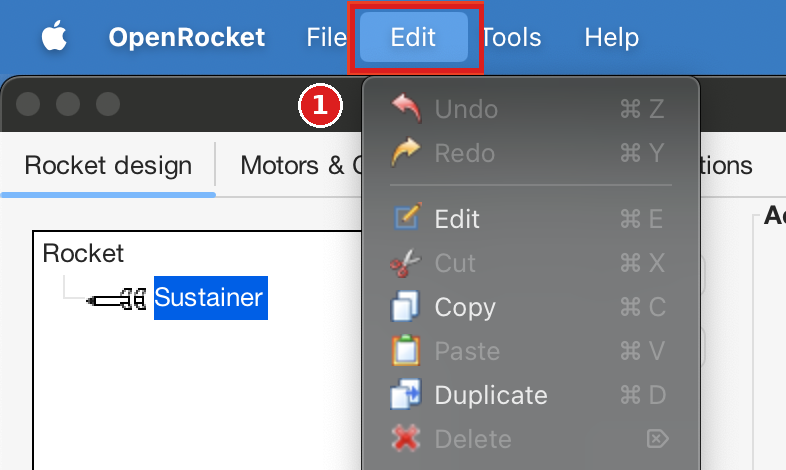 OpenRocket File Edit Tools Help
1
Rocket design Motors & C tions
Undo ⌘ Z
Redo ⌘ Y
Edit ⌘ E
Cut ⌘ X
Copy ⌘ C
Paste ⌘ V
Duplicate ⌘ D
Delete ⌦
Rocket
Sustainer